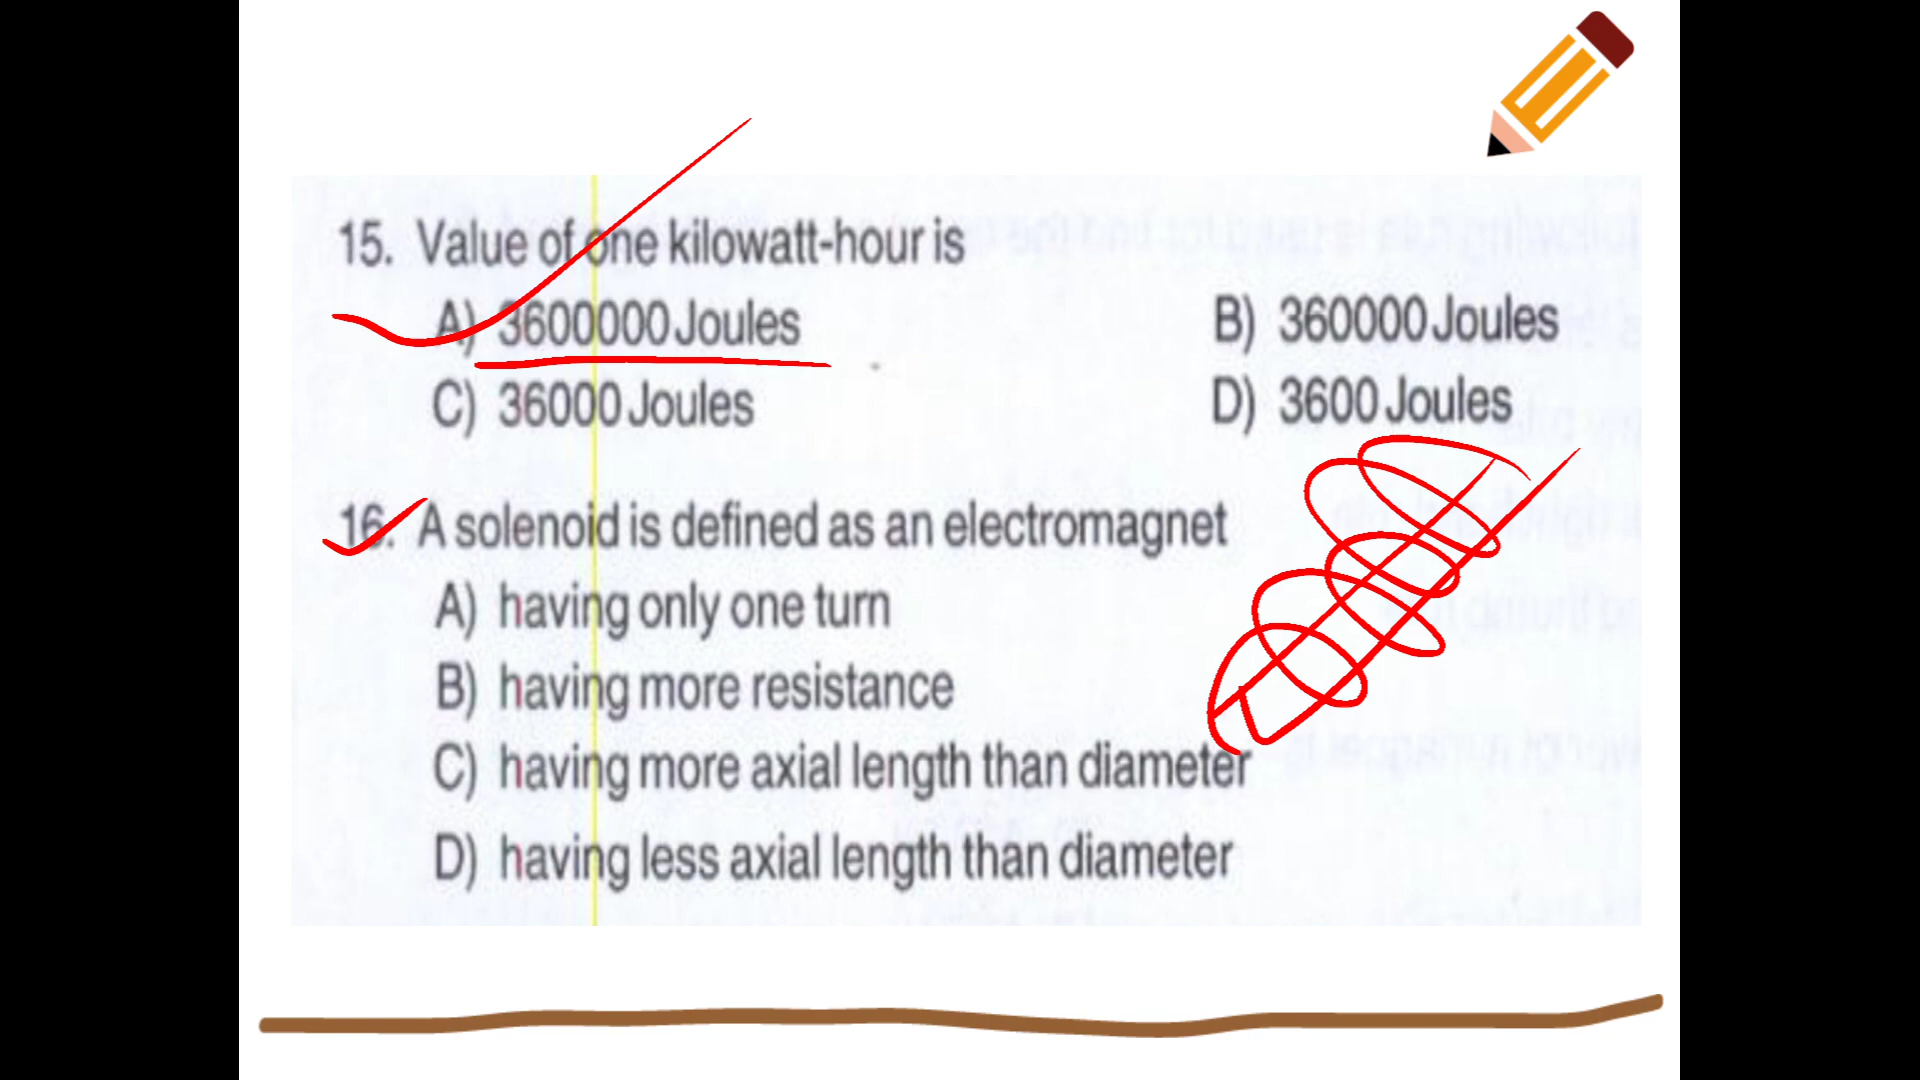 15. Value of one kilowatt-hour is
A) 3600000 Joules B) 360000 Joules
C) 36000 Joules D) 3600 Joules
16. A solenoid is defined as an electromagnet
A) having only one turn
B) having more resistance
C) having more axial length than diameter
D) having less axial length than diameter